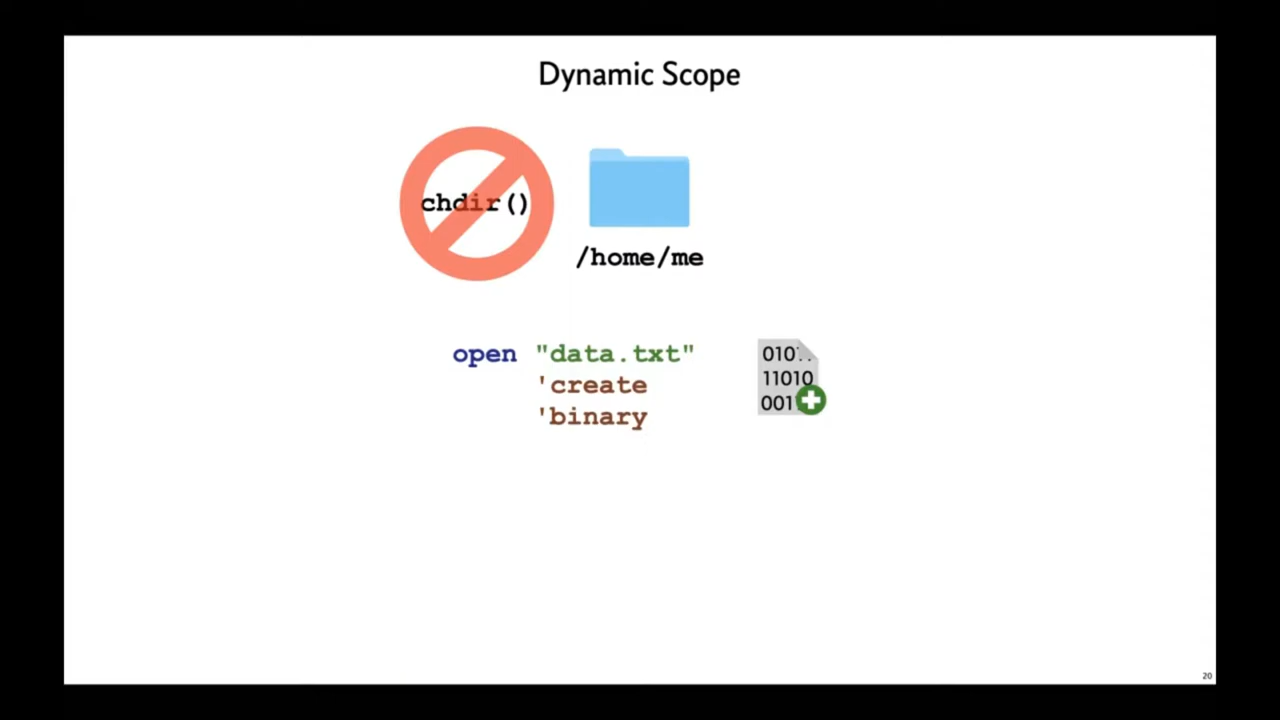 Dynamic Scope
chdir()
/home/me
open "data.txt"
'create
'binary
010
11010
001
20